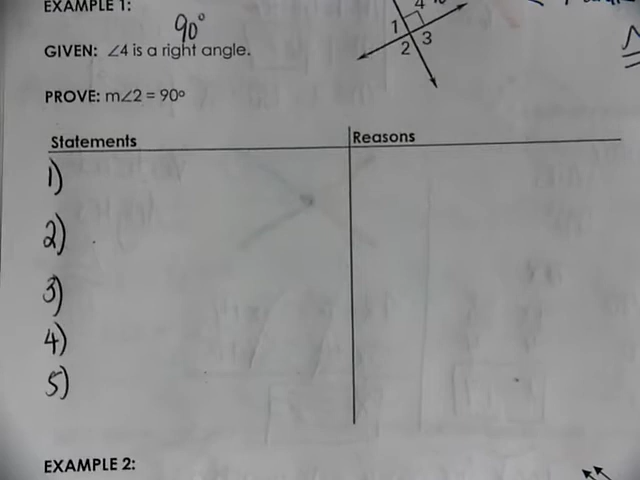 EXAMPLE 1:
90°
GIVEN: ∠4 is a right angle.
4
1
2 3
PROVE: m∠2 = 90°
Statements Reasons
1)
2)
3)
4)
5)
EXAMPLE 2: